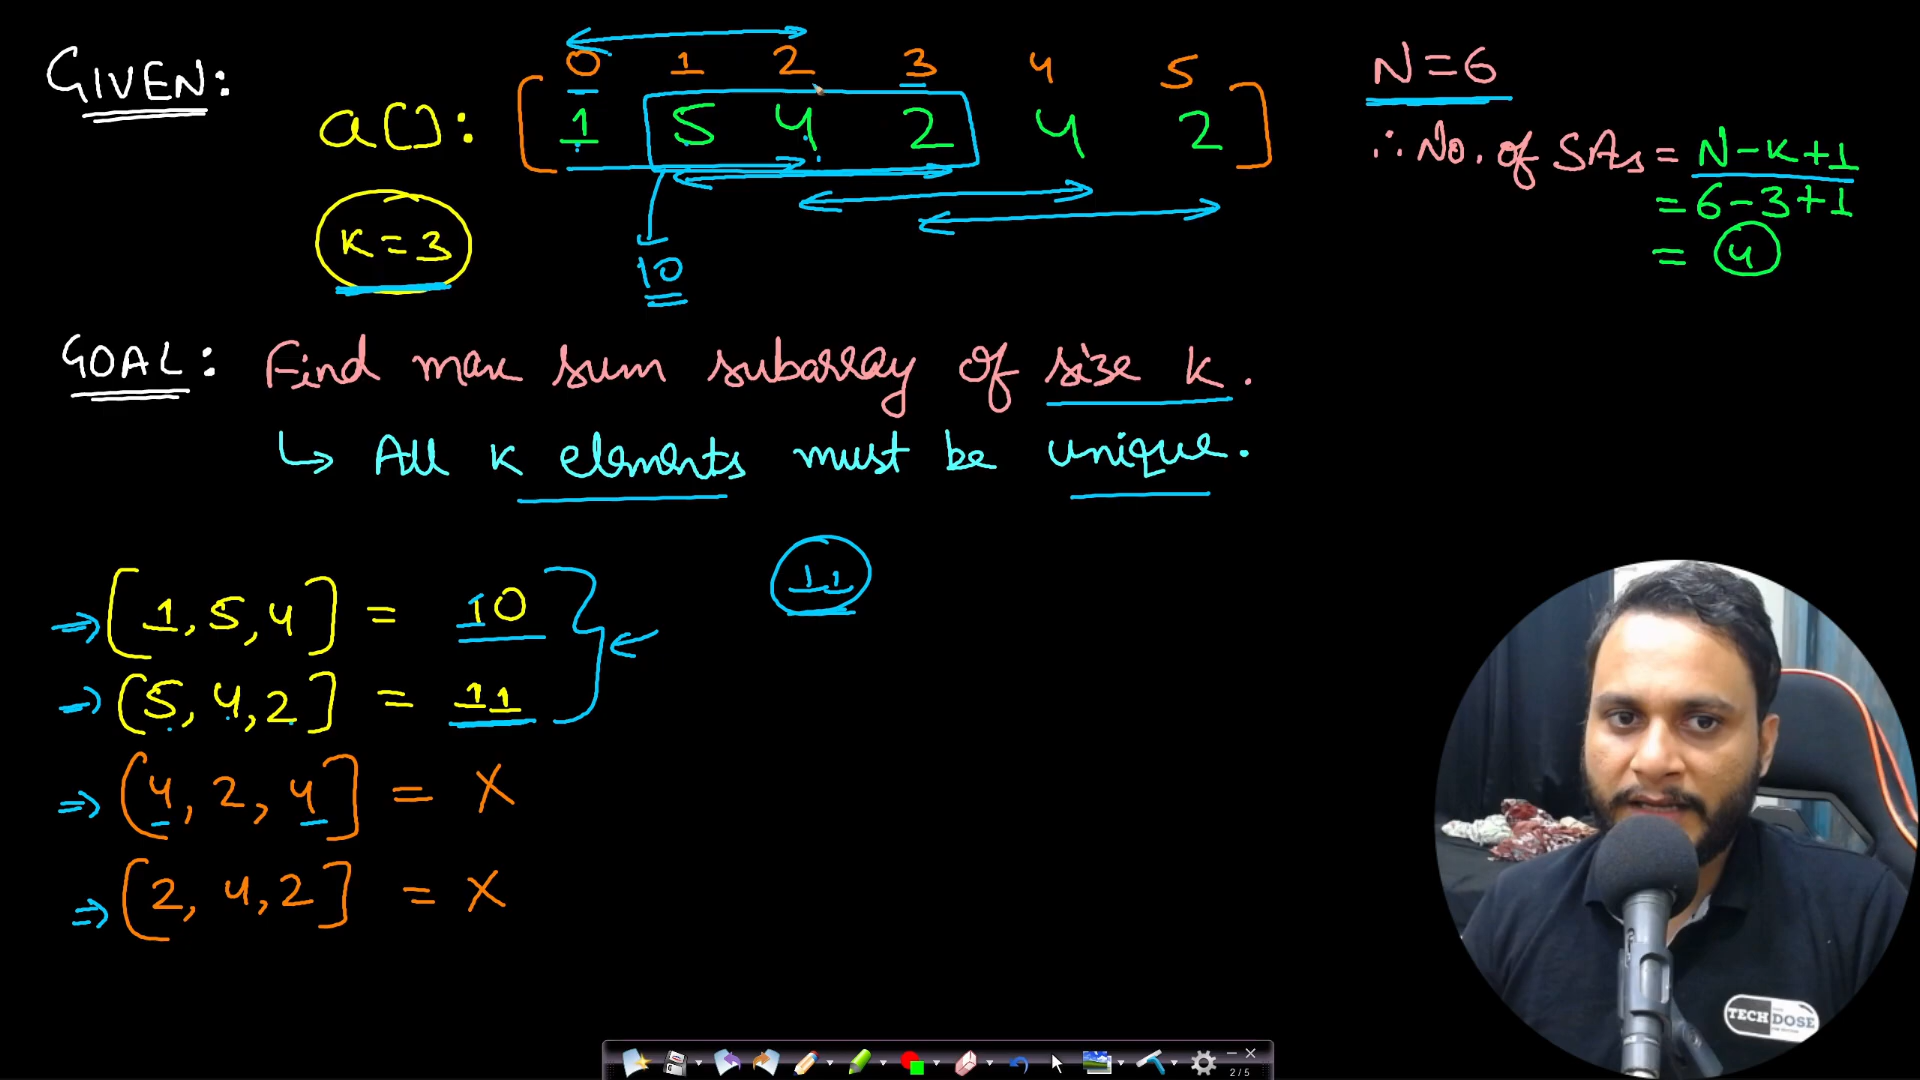 GIVEN:
0 1 2 3 4 5
a[]: [1 5 4 2 4 2]
K = 3
10
N = 6
∴ No. of SAs = N-K+1
= 6-3+1
= 4
GOAL: Find max sum subarray of size K.
↳ All K elements must be unique.
11
⇒ [1, 5, 4] = 10
⇒ [5, 4, 2] = 11
⇒ [4, 2, 4] = X
⇒ [2, 4, 2] = X
TECH DOSE
2/5